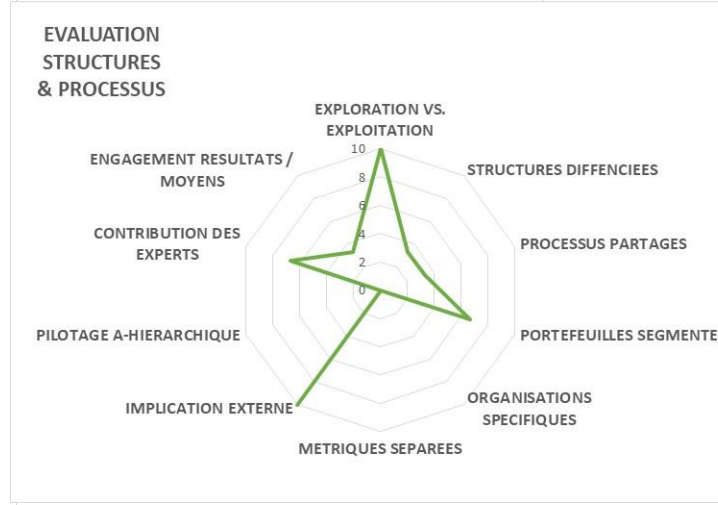 EVALUATION
STRUCTURES
& PROCESSUS
EXPLORATION VS.
EXPLOITATION
STRUCTURES DIFFENCIEES
PROCESSUS PARTAGES
PORTEFEUILLES SEGMENTE
ORGANISATIONS
SPECIFIQUES
METRIQUES SEPAREES
IMPLICATION EXTERNE
PILOTAGE A-HIERARCHIQUE
CONTRIBUTION DES
EXPERTS
ENGAGEMENT RESULTATS /
MOYENS
10
8
6
4
2
0